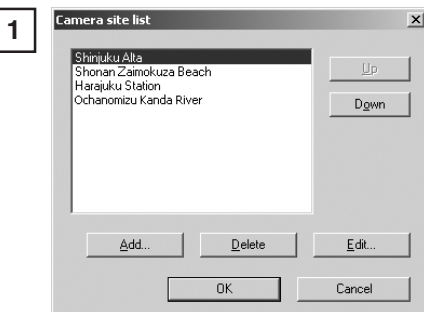 1
Camera site list
Shinjuku Alta
Shonan Zaimokuza Beach
Harajuku Station
Ochanomizu Kanda River
Up
Down
Add...
Delete
Edit...
OK
Cancel